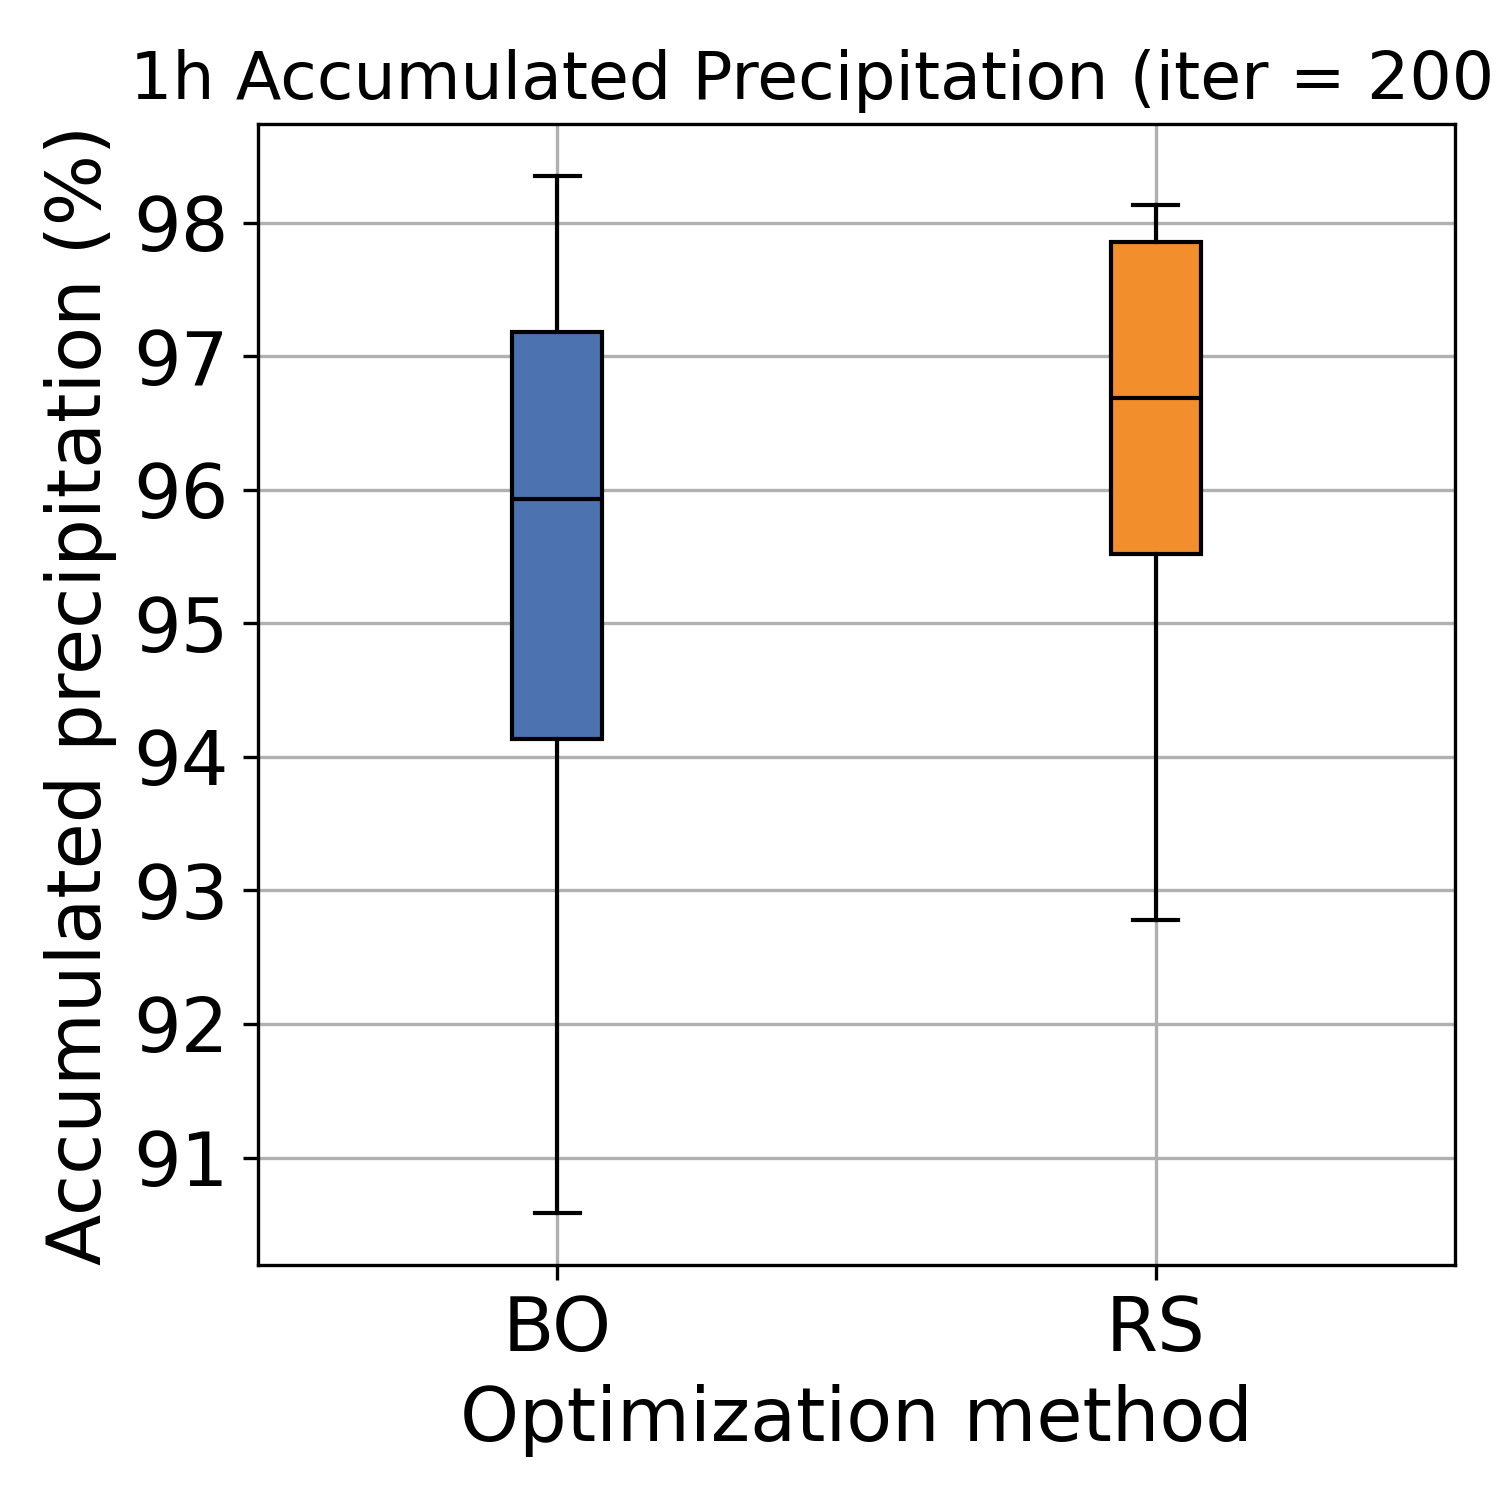 1h Accumulated Precipitation (iter = 200
Accumulated precipitation (%)
98
97
96
95
94
93
92
91
BO RS
Optimization method